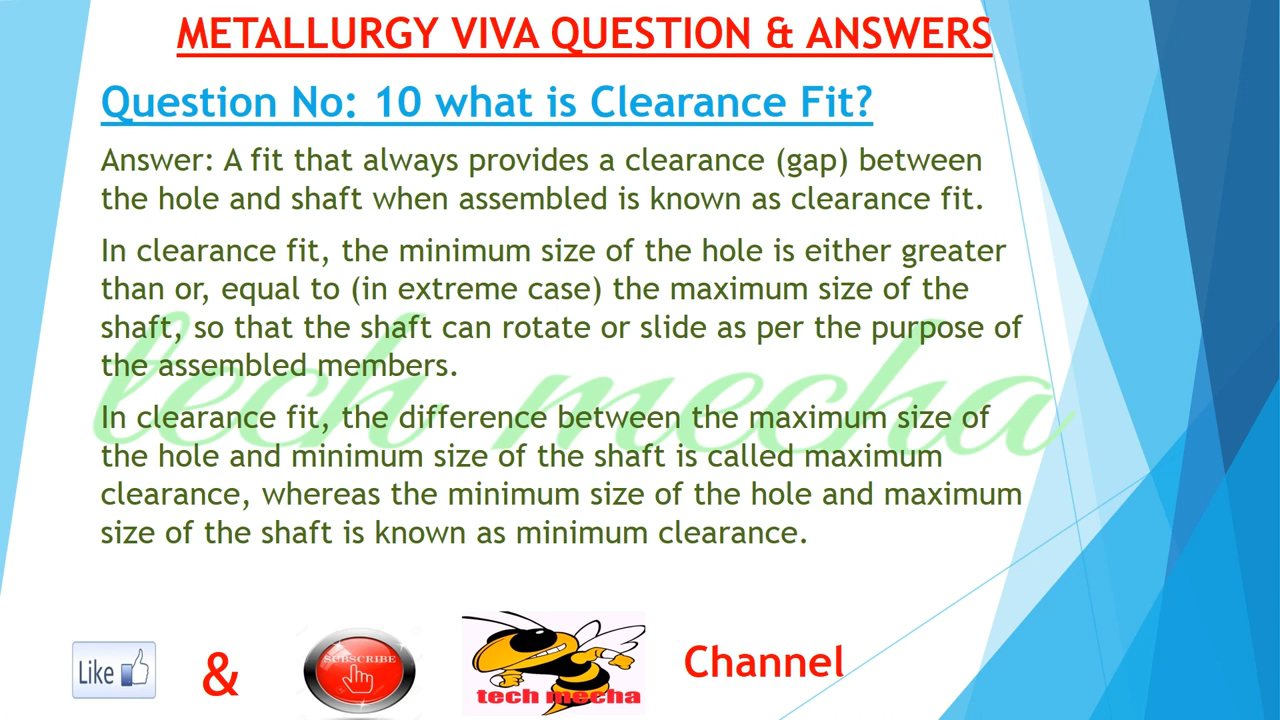 METALLURGY VIVA QUESTION & ANSWERS
Question No: 10 what is Clearance Fit?
Answer: A fit that always provides a clearance (gap) between
the hole and shaft when assembled is known as clearance fit.
In clearance fit, the minimum size of the hole is either greater
than or, equal to (in extreme case) the maximum size of the
shaft, so that the shaft can rotate or slide as per the purpose of
the assembled members.
tech mecha
In clearance fit, the difference between the maximum size of
the hole and minimum size of the shaft is called maximum
clearance, whereas the minimum size of the hole and maximum
size of the shaft is known as minimum clearance.
Like & SUBSCRIBE tech mecha Channel